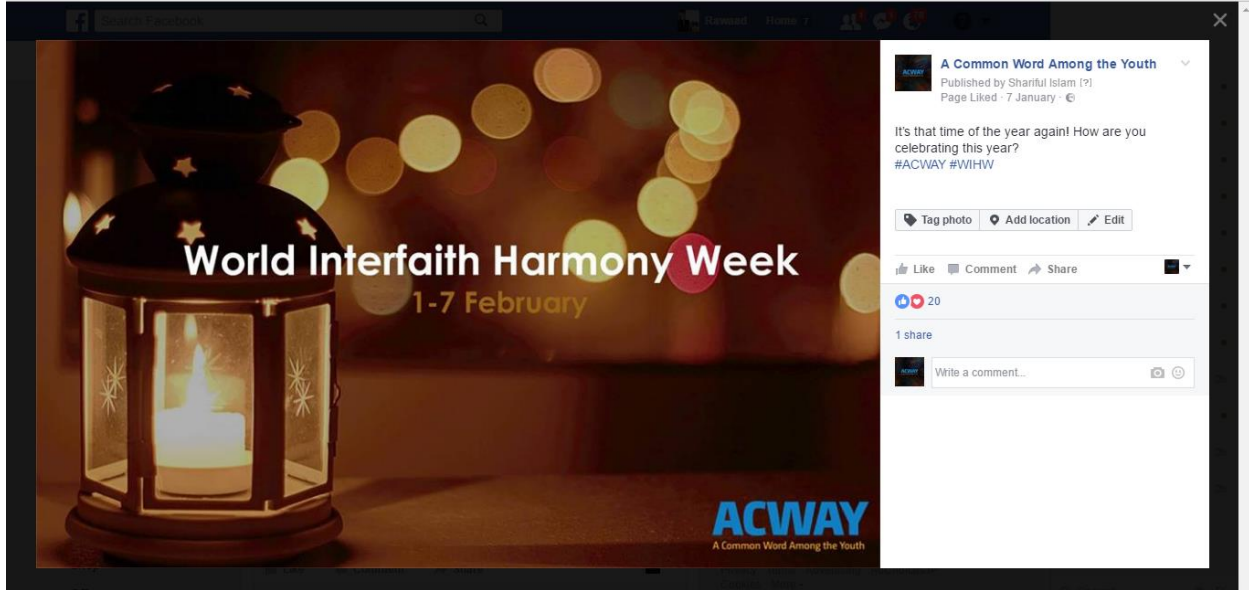 Search Facebook
Rawaad Home
A Common Word Among the Youth
Published by Shariful Islam [?]
Page Liked · 7 January ·
It's that time of the year again! How are you
celebrating this year?
#ACWAY #WIHW
Tag photo Add location Edit
Like Comment Share
20
1 share
ACWAY
Write a comment...
World Interfaith Harmony Week
1-7 February
ACWAY
A Common Word Among the Youth